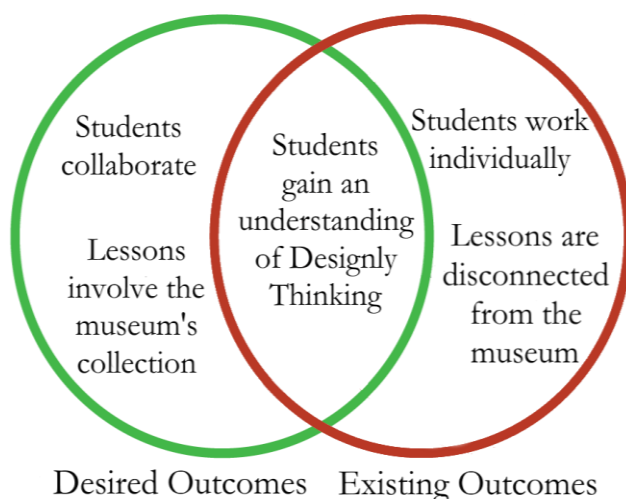 Students
collaborate
Lessons
involve the
museum's
collection
Students
gain an
understanding
of Designly
Thinking
Students work
individually
Lessons are
disconnected
from the
museum
Desired Outcomes
Existing Outcomes